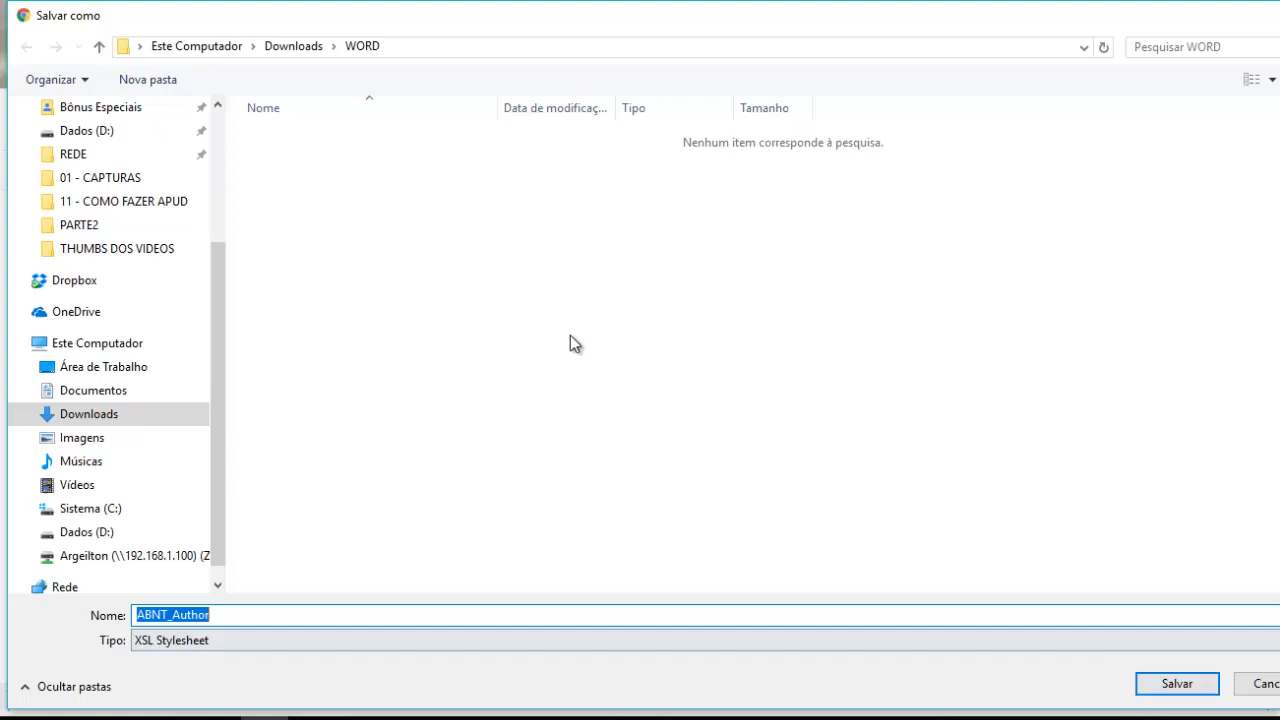 Salvar como
Este Computador > Downloads > WORD
Pesquisar WORD
Organizar
Nova pasta
Nome
Data de modificaç...
Tipo
Tamanho
Nenhum item corresponde à pesquisa.
Bônus Especiais
Dados (D:)
REDE
01 - CAPTURAS
11 - COMO FAZER APUD
PARTE2
THUMBS DOS VIDEOS
Dropbox
OneDrive
Este Computador
Área de Trabalho
Documentos
Downloads
Imagens
Músicas
Vídeos
Sistema (C:)
Dados (D:)
Argeilton (\\192.168.1.100) (Z
Rede
Nome: ABNT_Author
Tipo: XSL Stylesheet
Ocultar pastas
Salvar
Canc